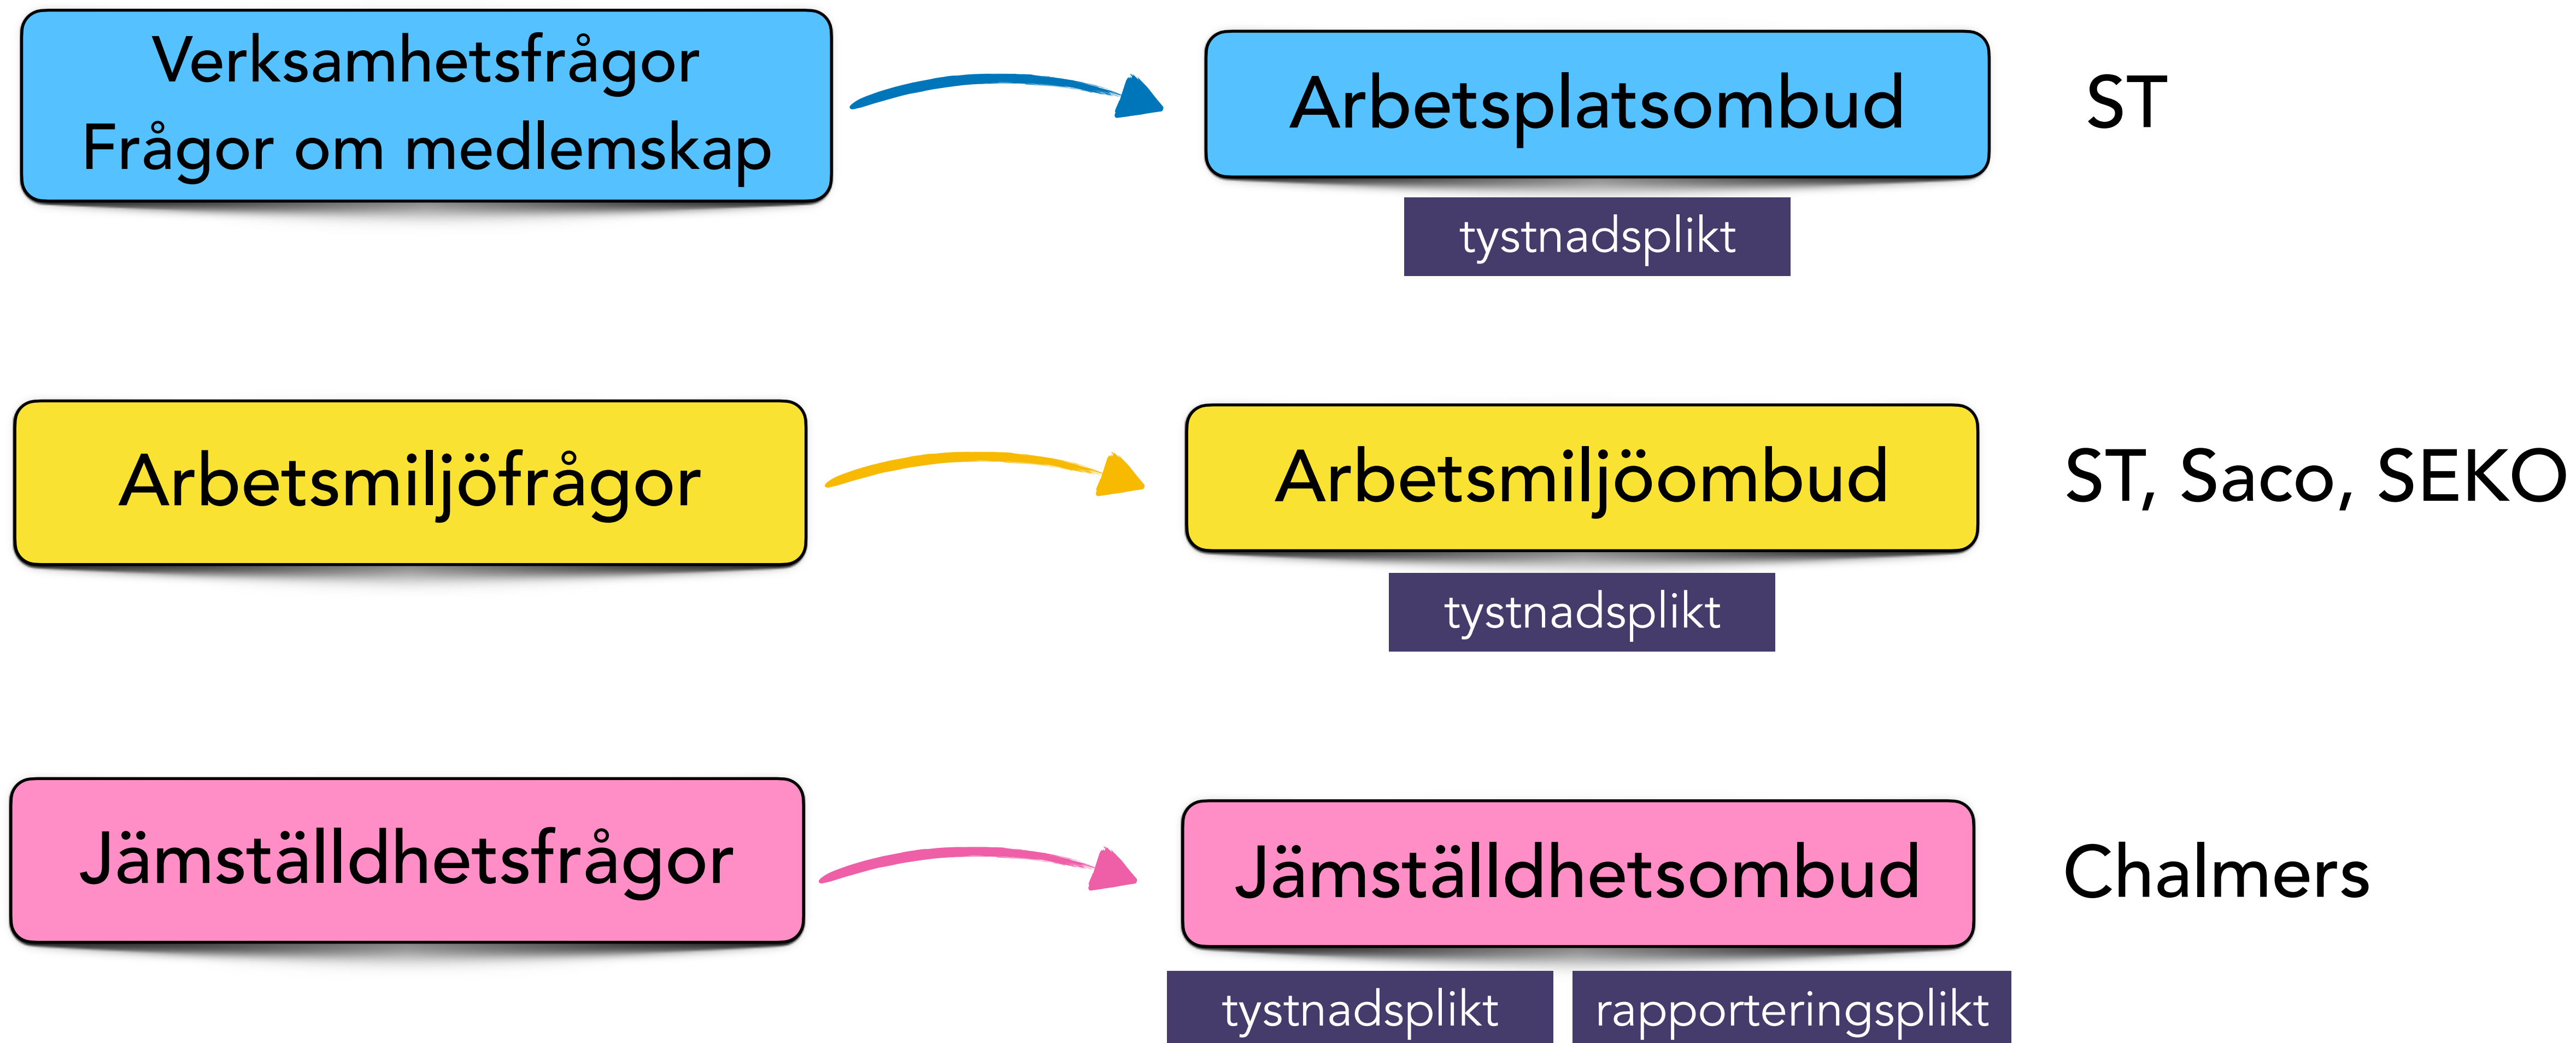 Verksamhetsfrågor
Frågor om medlemskap
Arbetsplatsombud
ST
tystnadsplikt
Arbetsmiljöfrågor
Arbetsmiljöombud
ST, Saco, SEKO
tystnadsplikt
Jämställdhetsfrågor
Jämställdhetsombud
Chalmers
tystnadsplikt
rapporteringsplikt